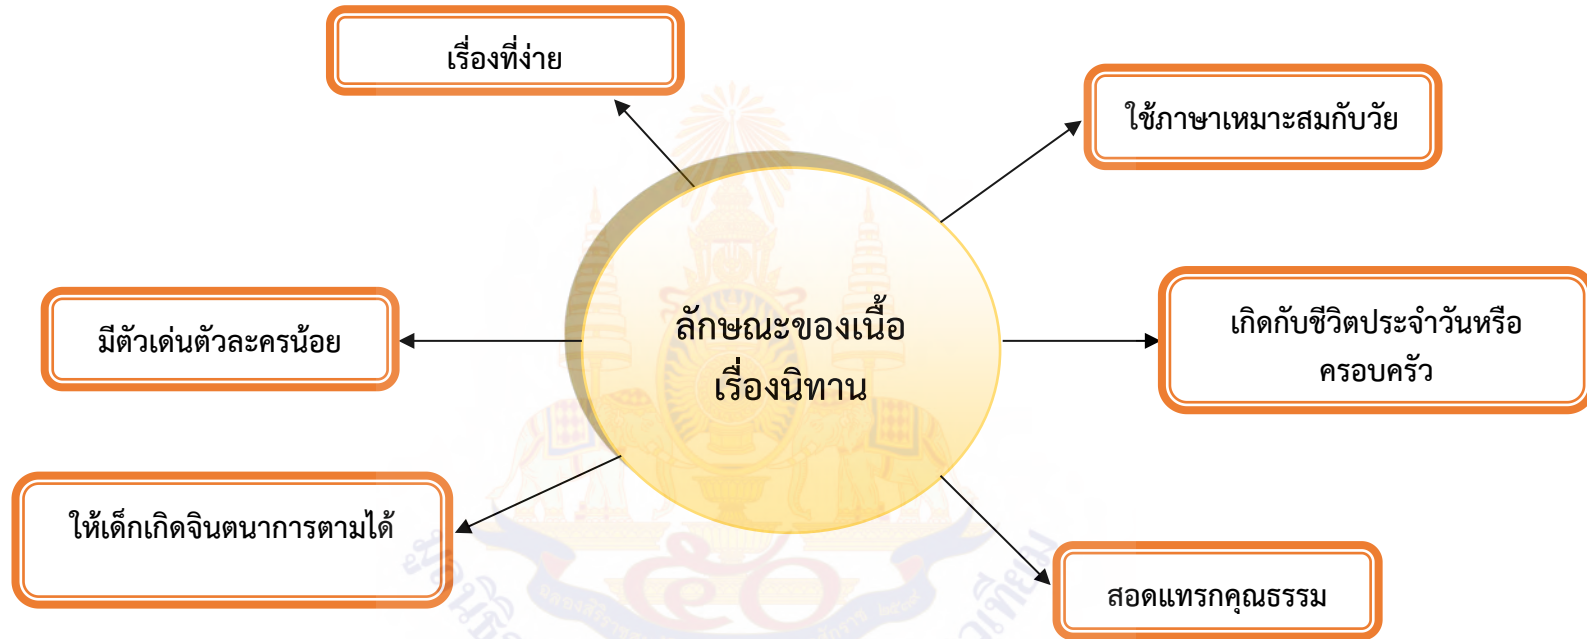 เรื่องที่ง่าย
ใช้ภาษาเหมาะสมกับวัย
ลักษณะของเนื้อ
เรื่องนิทาน
มีตัวเด่นตัวละครน้อย
เกิดกับชีวิตประจำวันหรือ
ครอบครัว
ให้เด็กเกิดจินตนาการตามได้
สอดแทรกคุณธรรม